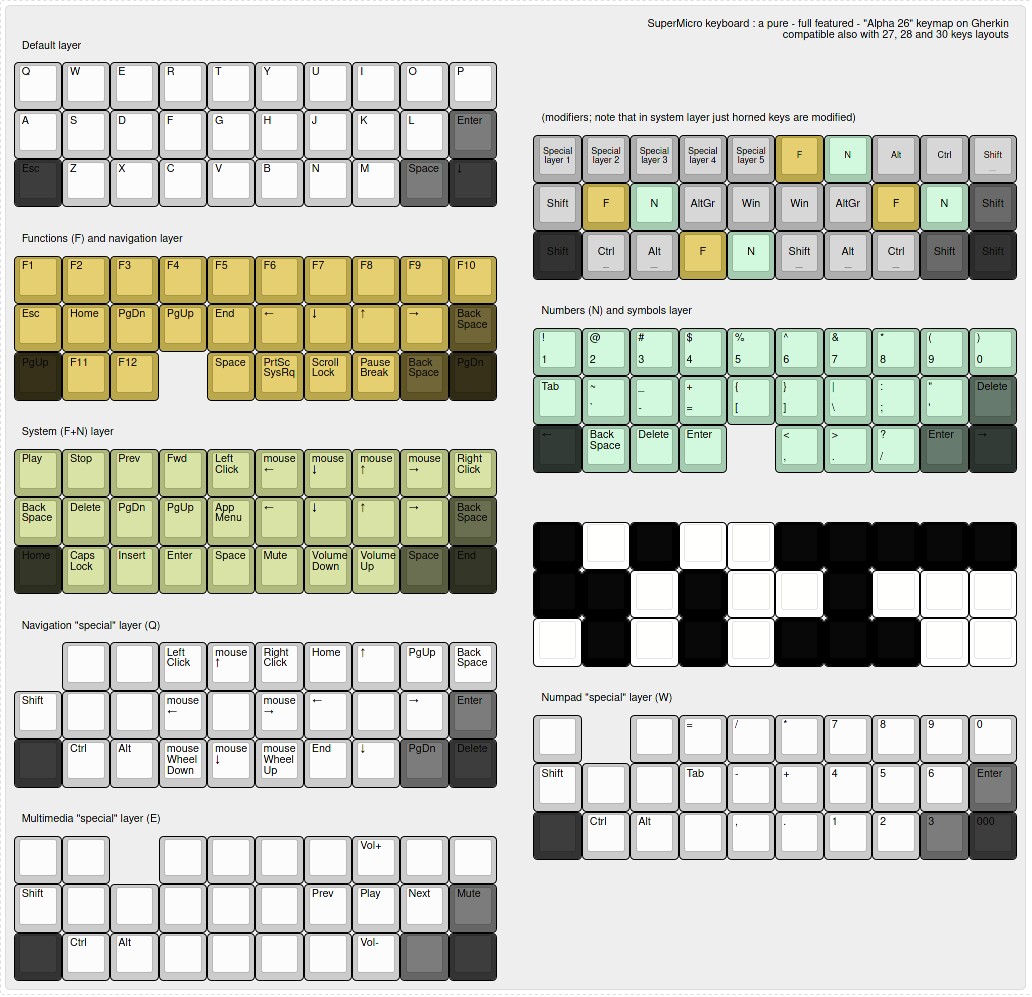 SuperMicro keyboard : a pure - full featured - "Alpha 26" keymap on Gherkin
compatible also with 27, 28 and 30 keys layouts
Default layer
Q W E R T Y U I O P
A S D F G H J K L Enter
Esc Z X C V B N M Space ↓
(modifiers; note that in system layer just horned keys are modified)
Special Special Special Special Special F N Alt Ctrl Shift
layer 1 layer 2 layer 3 layer 4 layer 5 _
Shift F N AltGr Win Win AltGr F N Shift
Shift Ctrl Alt F N Shift Alt Ctrl Shift Shift
_ _ _ _ _
Functions (F) and navigation layer
F1 F2 F3 F4 F5 F6 F7 F8 F9 F10
Esc Home PgDn PgUp End ← ↓ ↑ → Back
Space
PgUp F11 F12 Space PrtSc Scroll Pause Back PgDn
SysRq Lock Break Space
Numbers (N) and symbols layer
! @ # $ % ^ & * ( )
1 2 3 4 5 6 7 8 9 0
Tab ~ _ + { } | : " Delete
` - = [ ] \ ; '
← Back Delete Enter < > ? Enter →
Space , . /
System (F+N) layer
Play Stop Prev Fwd Left mouse mouse mouse mouse Right
Click ← ↓ ↑ → Click
Back Delete PgDn PgUp App ← ↓ ↑ → Back
Space Menu Space
Home Caps Insert Enter Space Mute Volume Volume Space End
Lock Down Up
Navigation "special" layer (Q)
Left mouse Right Home ↑ PgUp Back
Click ↑ Click Space
Shift mouse mouse ← → Enter
← →
Ctrl Alt mouse mouse mouse End ↓ PgDn Delete
Wheel ↓ Wheel
Down Up
Numpad "special" layer (W)
= / * 7 8 9 0
Shift Tab - + 4 5 6 Enter
Ctrl Alt , . 1 2 3 000
Multimedia "special" layer (E)
Vol+
Shift Prev Play Next Mute
Ctrl Alt Vol-